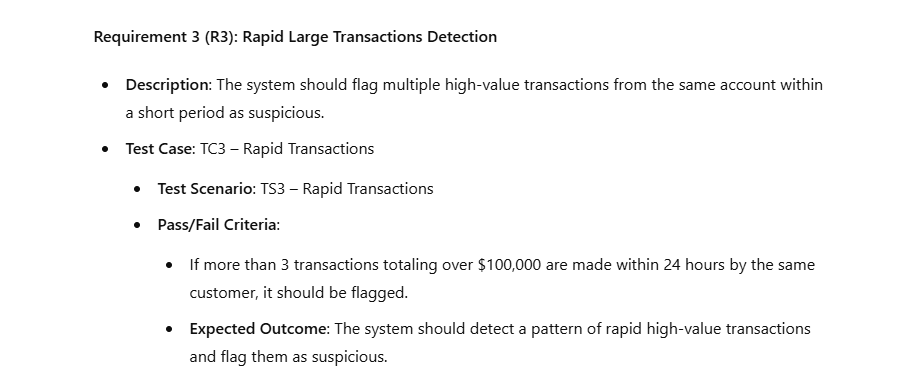 Requirement 3 (R3): Rapid Large Transactions Detection
• Description: The system should flag multiple high-value transactions from the same account within
a short period as suspicious.
• Test Case: TC3 – Rapid Transactions
• Test Scenario: TS3 – Rapid Transactions
• Pass/Fail Criteria:
• If more than 3 transactions totaling over $100,000 are made within 24 hours by the same
customer, it should be flagged.
• Expected Outcome: The system should detect a pattern of rapid high-value transactions
and flag them as suspicious.